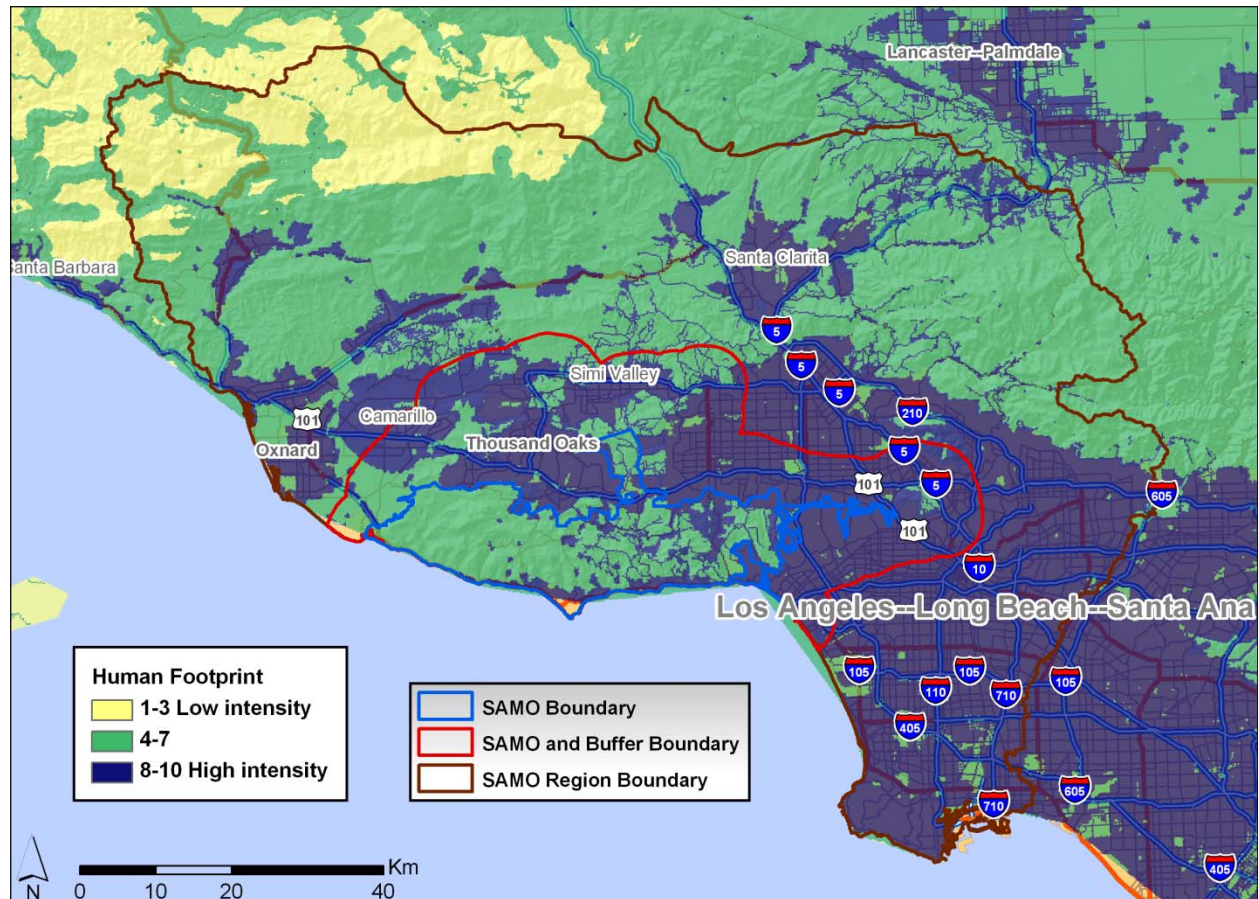 Lancaster--Palmdale
Santa Barbara
Santa Clarita
5
5
5
210
Simi Valley
Camarillo
101
Oxnard
Thousand Oaks
5
101
5
605
101
10
Los Angeles--Long Beach--Santa Ana
105
105
105
110
710
405
605
710
405
Human Footprint
1-3 Low intensity
4-7
8-10 High intensity
SAMO Boundary
SAMO and Buffer Boundary
SAMO Region Boundary
N
Km
0 10 20 40